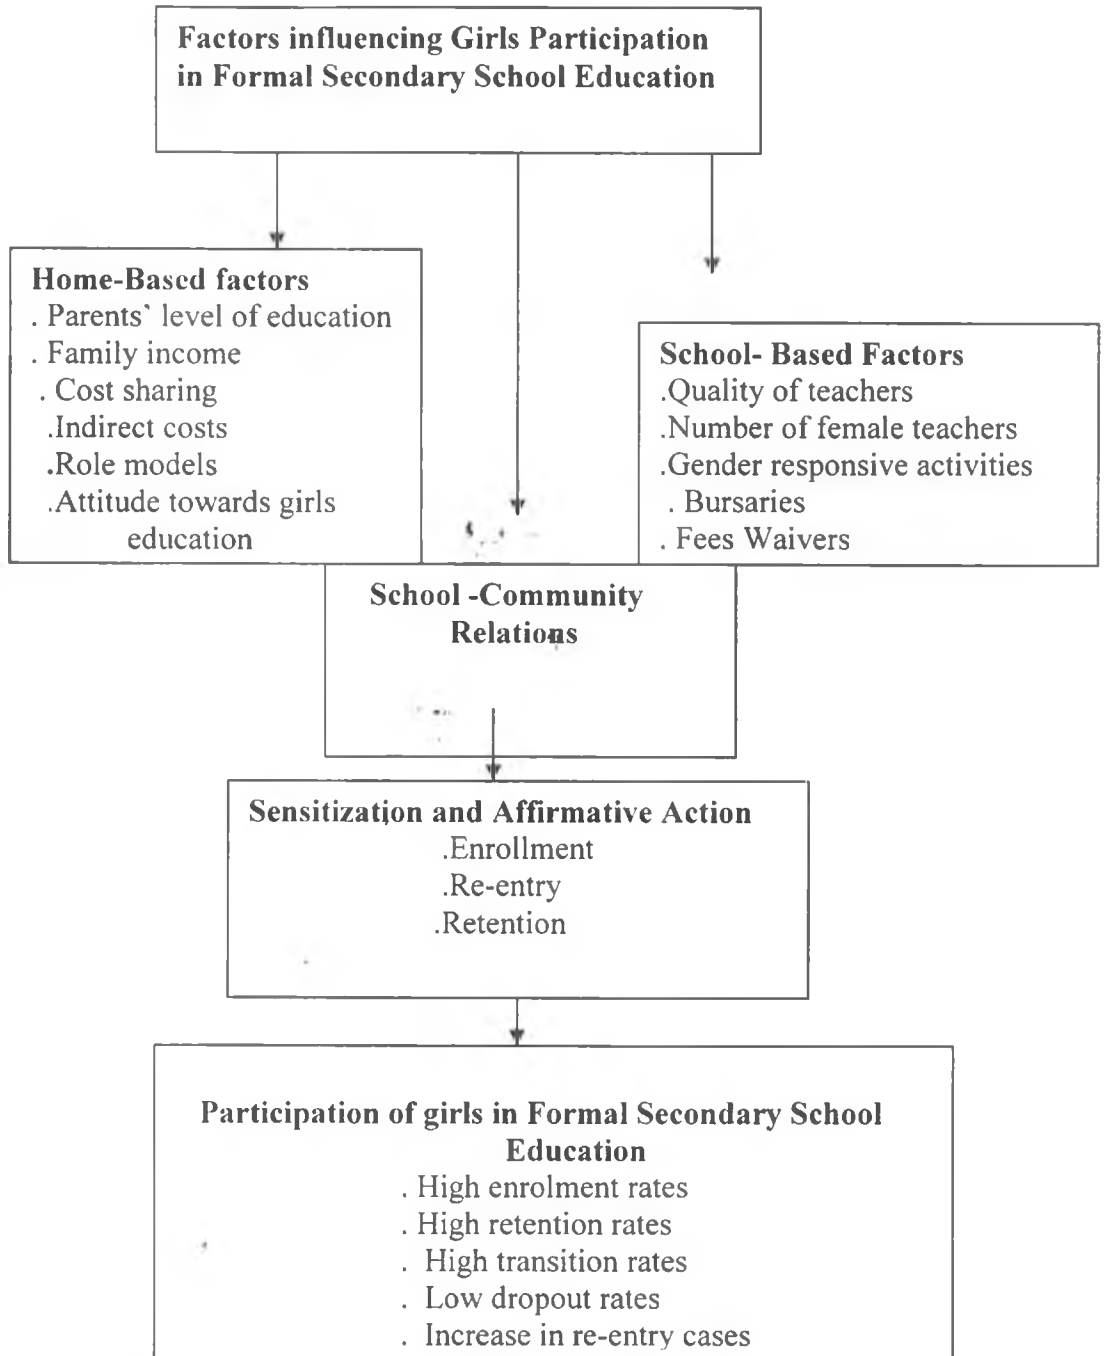 Factors influencing Girls Participation
in Formal Secondary School Education
Home-Based factors
. Parents' level of education
. Family income
. Cost sharing
.Indirect costs
.Role models
.Attitude towards girls
education
School- Based Factors
.Quality of teachers
.Number of female teachers
.Gender responsive activities
. Bursaries
. Fees Waivers
School -Community
Relations
Sensitization and Affirmative Action
.Enrollment
.Re-entry
.Retention
Participation of girls in Formal Secondary School
Education
. High enrolment rates
. High retention rates
. High transition rates
. Low dropout rates
. Increase in re-entry cases